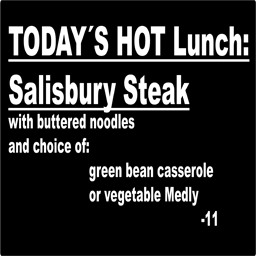 TODAY´S HOT Lunch:
Salisbury Steak
with buttered noodles
and choice of:
green bean casserole
or vegetable Medly
-11